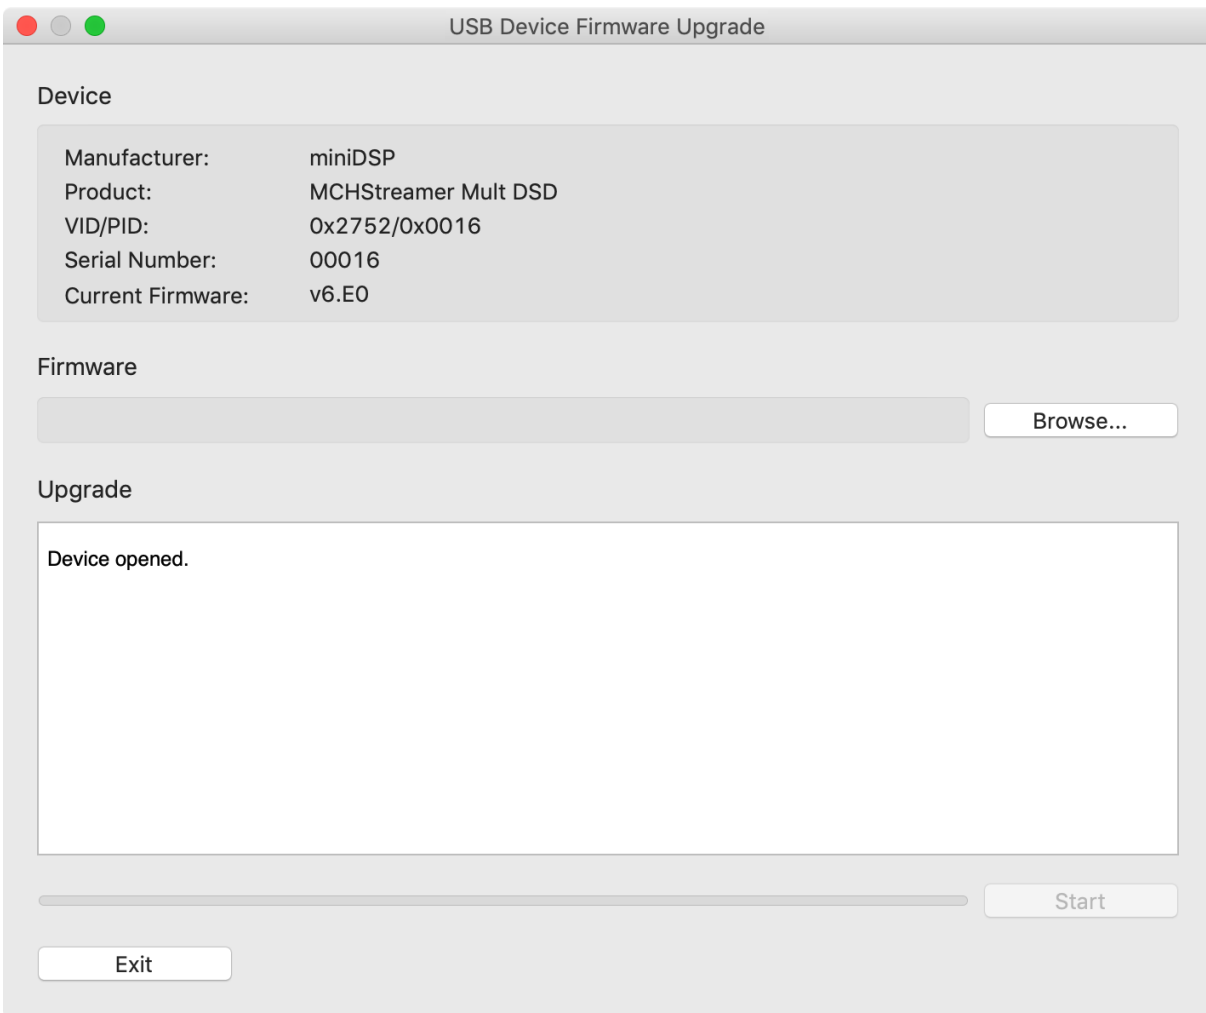 USB Device Firmware Upgrade
Device
Manufacturer: miniDSP
Product: MCHStreamer Mult DSD
VID/PID: 0x2752/0x0016
Serial Number: 00016
Current Firmware: v6.E0
Firmware
Browse...
Upgrade
Device opened.
Start
Exit